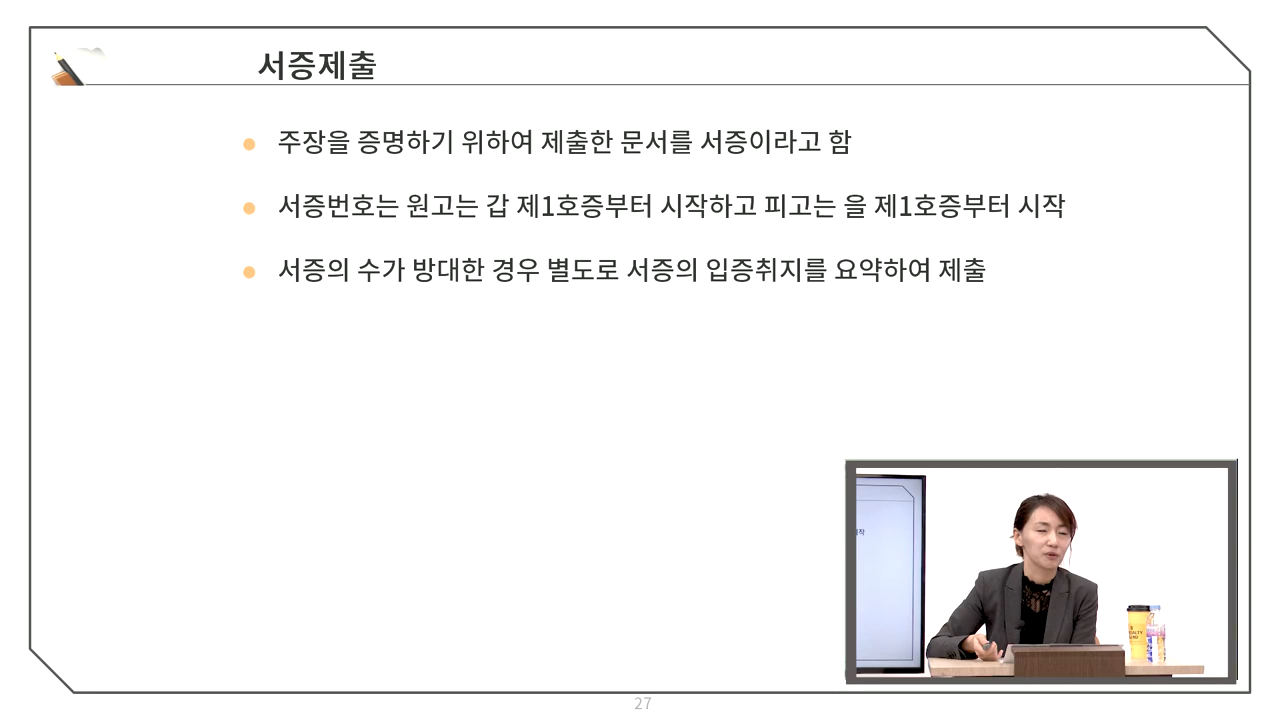 서증제출
주장을 증명하기 위하여 제출한 문서를 서증이라고 함
서증번호는 원고는 갑 제1호증부터 시작하고 피고는 을 제1호증부터 시작
서증의 수가 방대한 경우 별도로 서증의 입증취지를 요약하여 제출
27